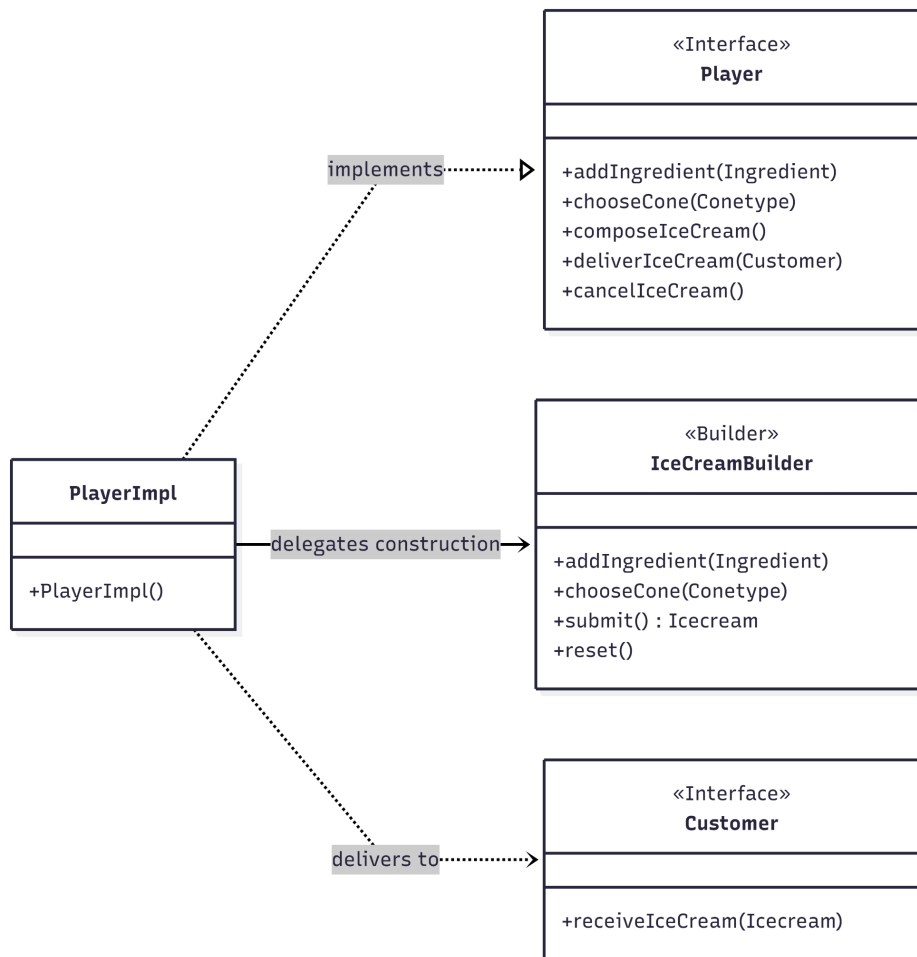 «Interface»
Player
+addIngredient(Ingredient)
+chooseCone(Conetype)
+composeIceCream()
+deliverIceCream(Customer)
+cancelIceCream()
implements
«Builder»
IceCreamBuilder
+addIngredient(Ingredient)
+chooseCone(Conetype)
+submit() : Icecream
+reset()
PlayerImpl
+PlayerImpl()
delegates construction
«Interface»
Customer
+receiveIceCream(Icecream)
delivers to